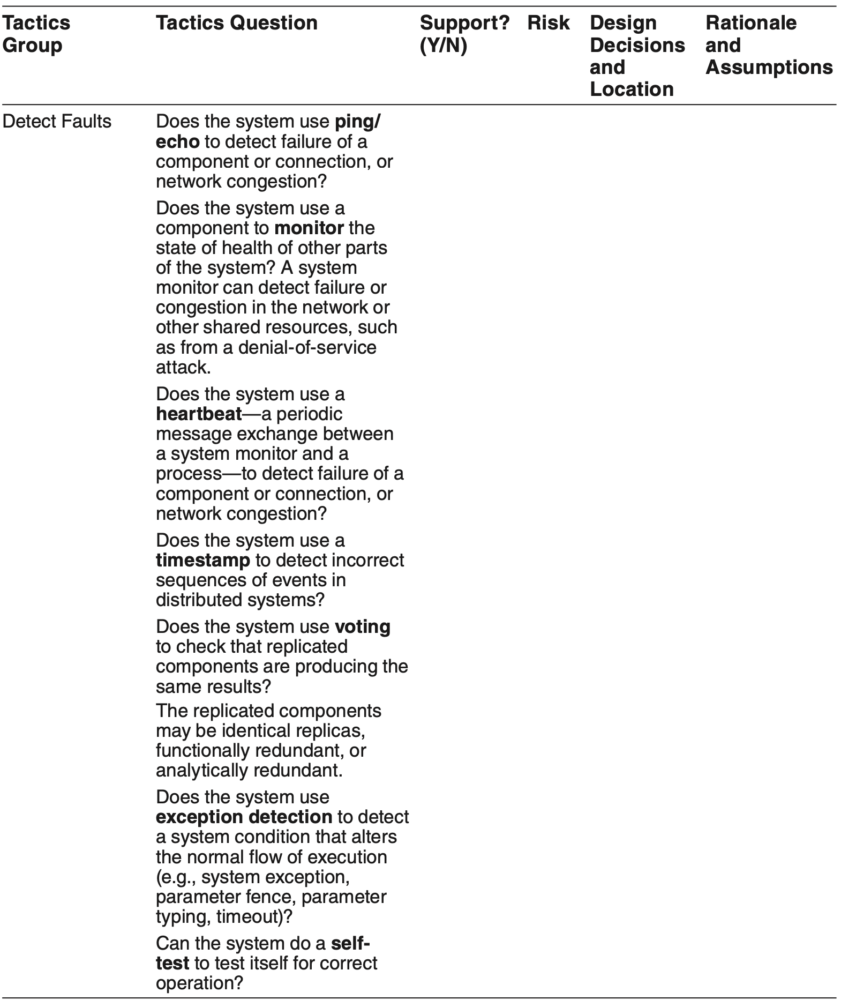 Tactics Group
Tactics Question
Support? (Y/N)
Risk
Design Decisions and Location
Rationale and Assumptions
Detect Faults
Does the system use ping/
echo to detect failure of a
component or connection, or
network congestion?
Does the system use a
component to monitor the
state of health of other parts
of the system? A system
monitor can detect failure or
congestion in the network or
other shared resources, such
as from a denial-of-service
attack.
Does the system use a
heartbeat—a periodic
message exchange between
a system monitor and a
process—to detect failure of a
component or connection, or
network congestion?
Does the system use a
timestamp to detect incorrect
sequences of events in
distributed systems?
Does the system use voting
to check that replicated
components are producing the
same results?
The replicated components
may be identical replicas,
functionally redundant, or
analytically redundant.
Does the system use
exception detection to detect
a system condition that alters
the normal flow of execution
(e.g., system exception,
parameter fence, parameter
typing, timeout)?
Can the system do a self-
test to test itself for correct
operation?